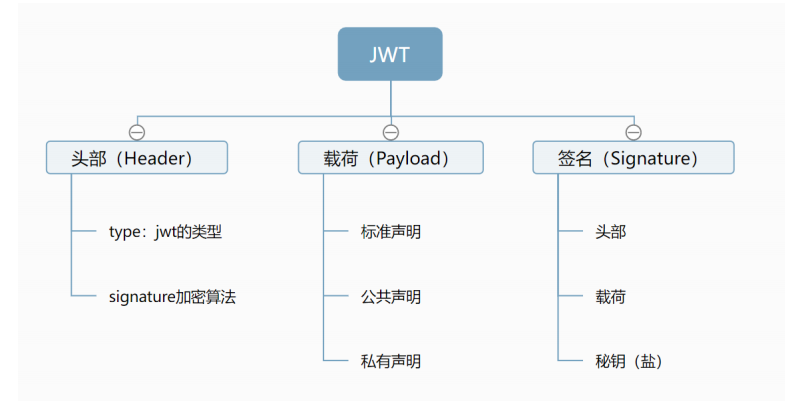 JWT
头部（Header）
载荷（Payload）
签名（Signature）
type：jwt的类型
标准声明
头部
signature加密算法
公共声明
载荷
私有声明
秘钥（盐）